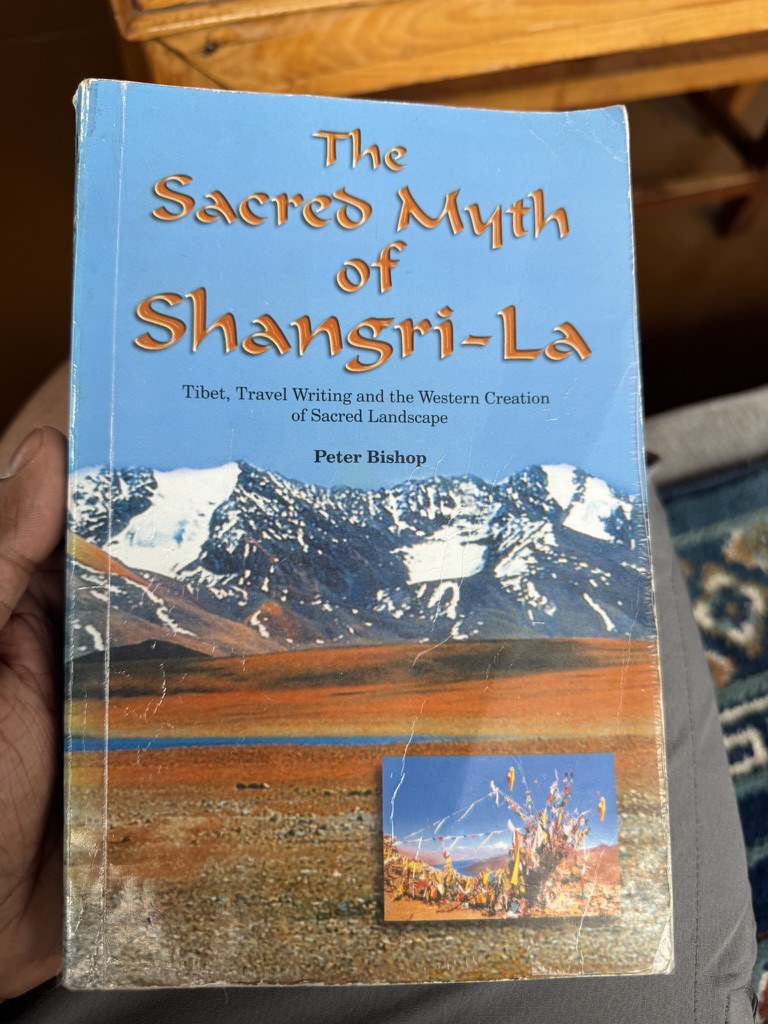 The
Sacred Myth
of
Shangri-La
Tibet, Travel Writing and the Western Creation
of Sacred Landscape
Peter Bishop